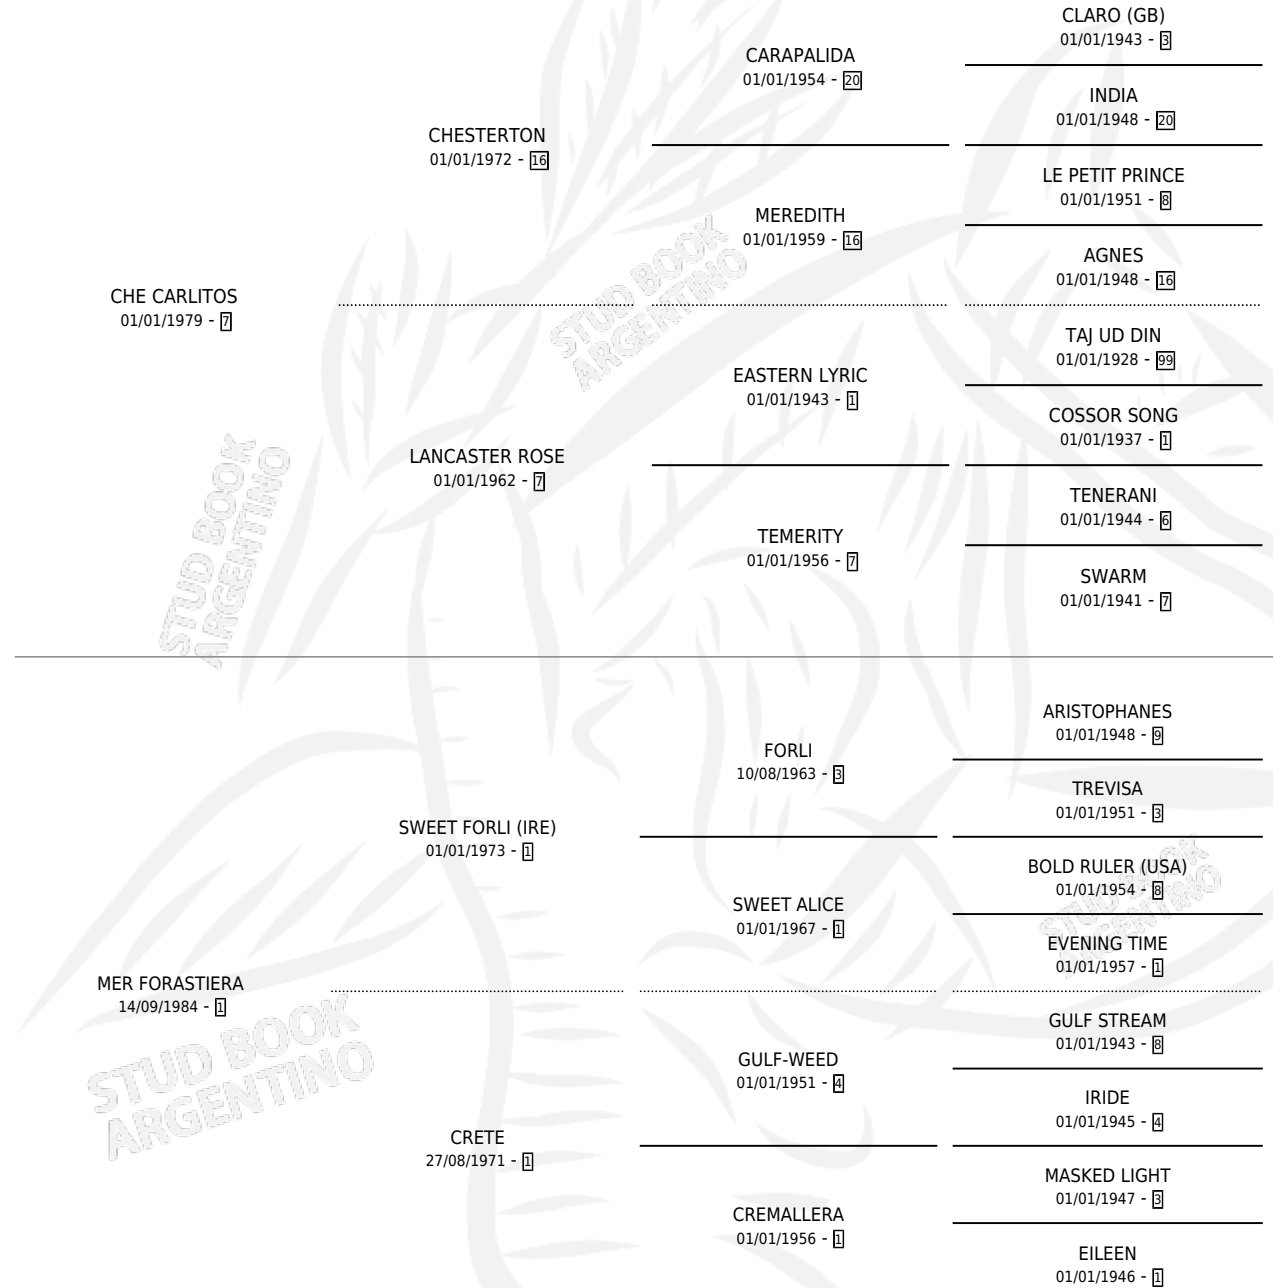 CLARO (GB)
01/01/1943 - 3
CARAPALIDA
01/01/1954 - 20
INDIA
01/01/1948 - 20
CHESTERTON
01/01/1972 - 16
LE PETIT PRINCE
01/01/1951 - 8
MEREDITH
01/01/1959 - 16
AGNES
01/01/1948 - 16
CHE CARLITOS
01/01/1979 - 7
TAJ UD DIN
01/01/1928 - 99
EASTERN LYRIC
01/01/1943 - 1
COSSOR SONG
01/01/1937 - 1
LANCASTER ROSE
01/01/1962 - 7
TENERANI
01/01/1944 - 6
TEMERITY
01/01/1956 - 7
SWARM
01/01/1941 - 7
STUD BOOK
ARGENTINO
STUD BOOK
ARGENTINO
ARISTOPHANES
01/01/1948 - 9
FORLI
10/08/1963 - 3
TREVISA
01/01/1951 - 3
SWEET FORLI (IRE)
01/01/1973 - 1
BOLD RULER (USA)
01/01/1954 - 8
SWEET ALICE
01/01/1967 - 1
EVENING TIME
01/01/1957 - 1
MER FORASTIERA
14/09/1984 - 1
GULF STREAM
01/01/1943 - 8
GULF-WEED
01/01/1951 - 4
IRIDE
01/01/1945 - 4
CRETE
27/08/1971 - 1
MASKED LIGHT
01/01/1947 - 3
CREMALLERA
01/01/1956 - 1
EILEEN
01/01/1946 - 1
STUD BOOK
ARGENTINO
STUD BOOK
ARGENTINO